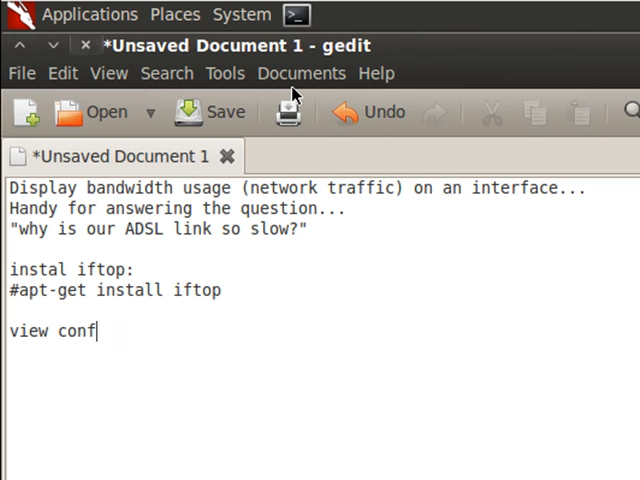 Applications Places System
*Unsaved Document 1 - gedit
File Edit View Search Tools Documents Help
Open Save Undo
*Unsaved Document 1
Display bandwidth usage (network traffic) on an interface...
Handy for answering the question...
"why is our ADSL link so slow?"
instal iftop:
#apt-get install iftop
view conf